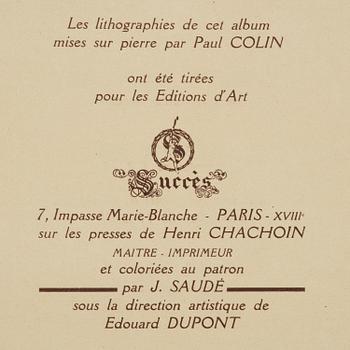 Les lithographies de cet album
mises sur pierre par Paul COLIN
ont été tirées
pour les Editions d'Art
S
Succès
7, Impasse Marie-Blanche - PARIS - XVIIIᵉ
sur les presses de Henri CHACHOIN
MAITRE - IMPRIMEUR
et coloriées au patron
par J. SAUDÉ
sous la direction artistique de
Edouard DUPONT